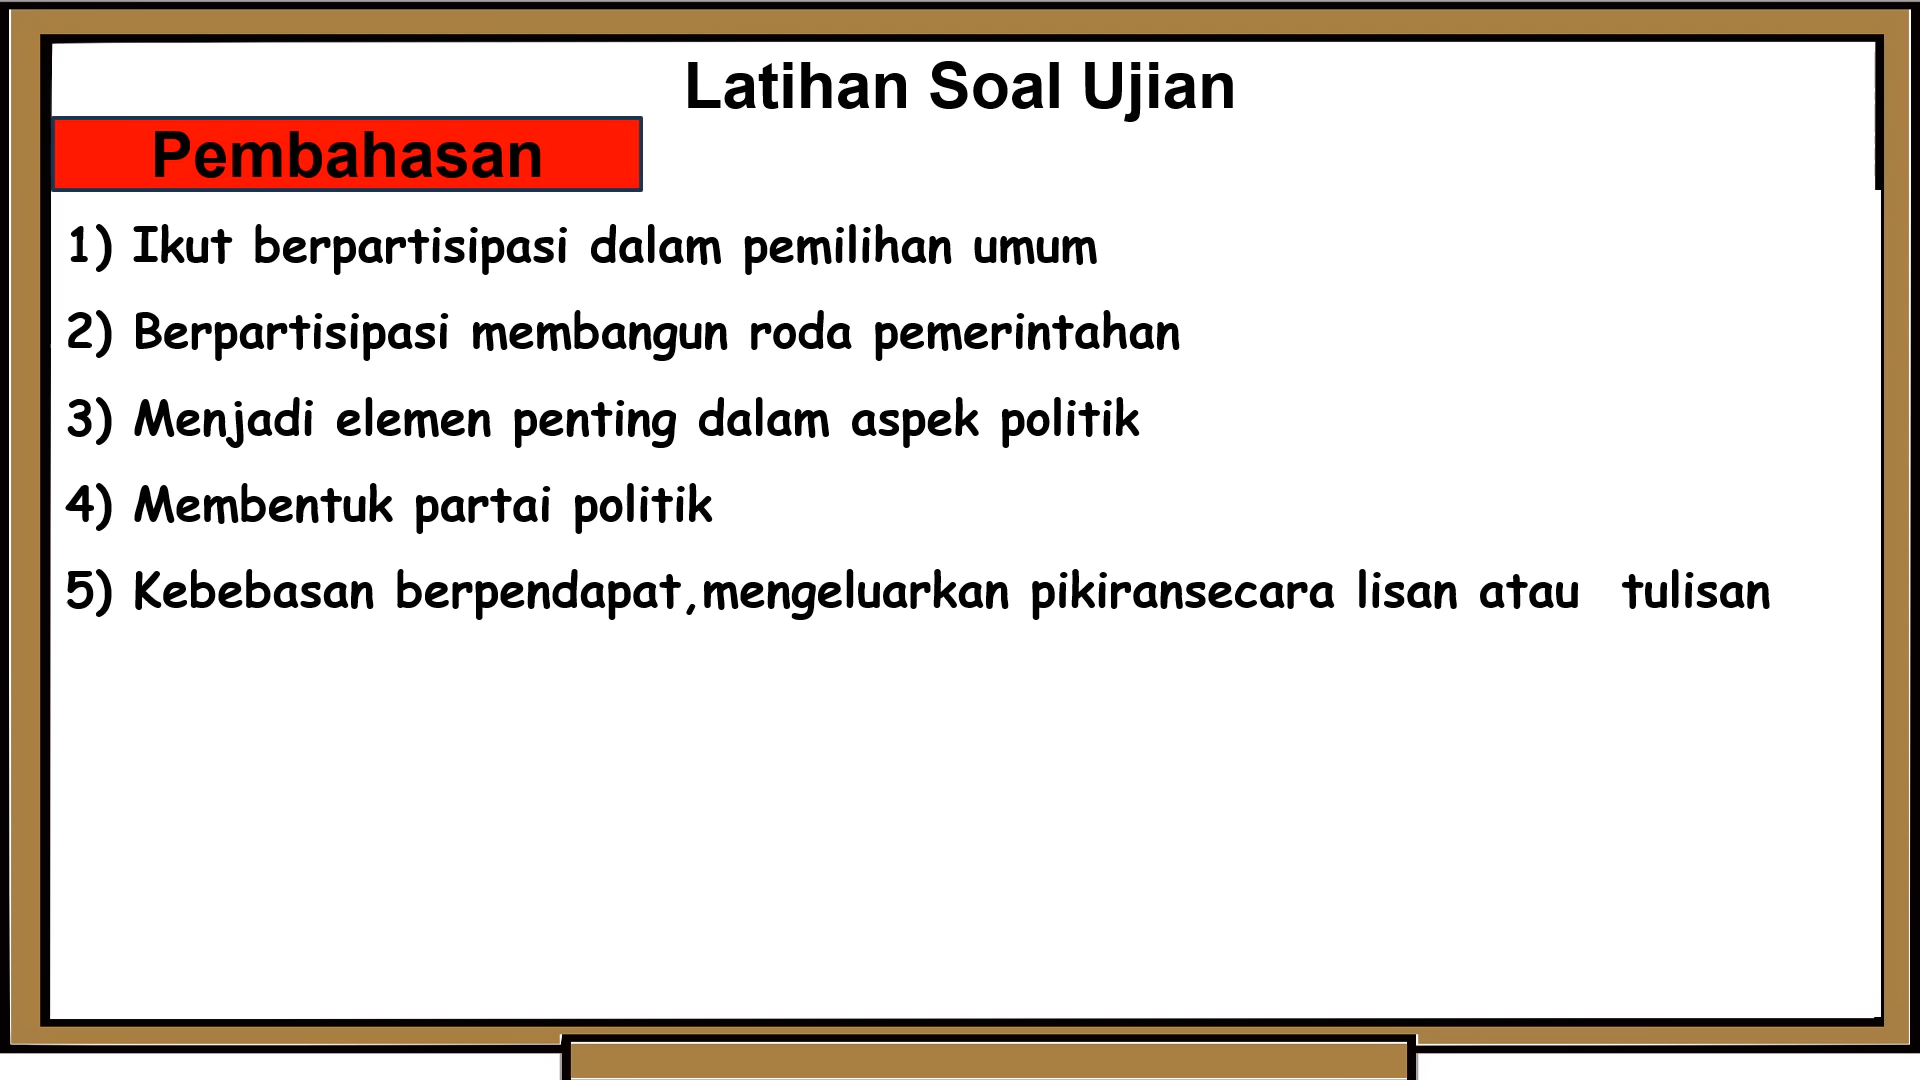 Latihan Soal Ujian
Pembahasan
1) Ikut berpartisipasi dalam pemilihan umum
2) Berpartisipasi membangun roda pemerintahan
3) Menjadi elemen penting dalam aspek politik
4) Membentuk partai politik
5) Kebebasan berpendapat,mengeluarkan pikiransecara lisan atau  tulisan